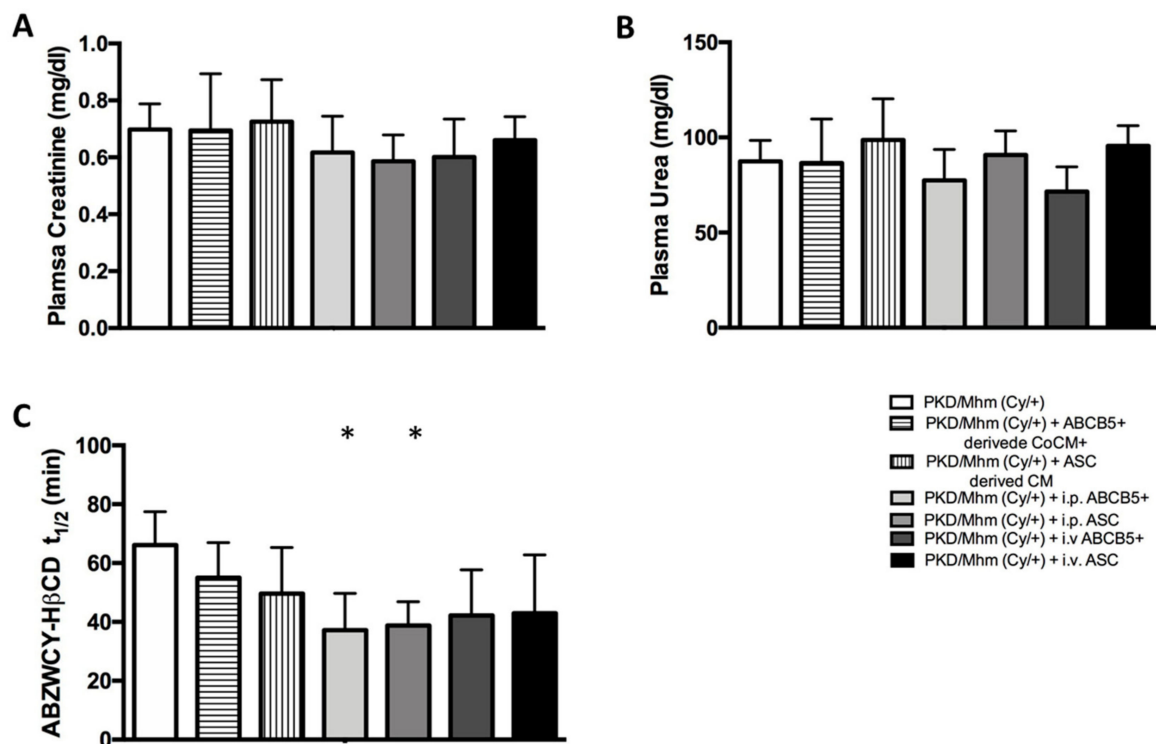 A
Plamsa Creatinine (mg/dl)
1.0
0.8
0.6
0.4
0.2
0.0
B
Plasma Urea (mg/dl)
150
100
50
0
C
ABZWCY-HβCD t1/2 (min)
100
80
60
40
20
0
* *
PKD/Mhm (Cy/+)
PKD/Mhm (Cy/+) + ABCB5+
derivede CoCM+
PKD/Mhm (Cy/+) + ASC
derived CM
PKD/Mhm (Cy/+) + i.p. ABCB5+
PKD/Mhm (Cy/+) + i.p. ASC
PKD/Mhm (Cy/+) + i.v ABCB5+
PKD/Mhm (Cy/+) + i.v. ASC